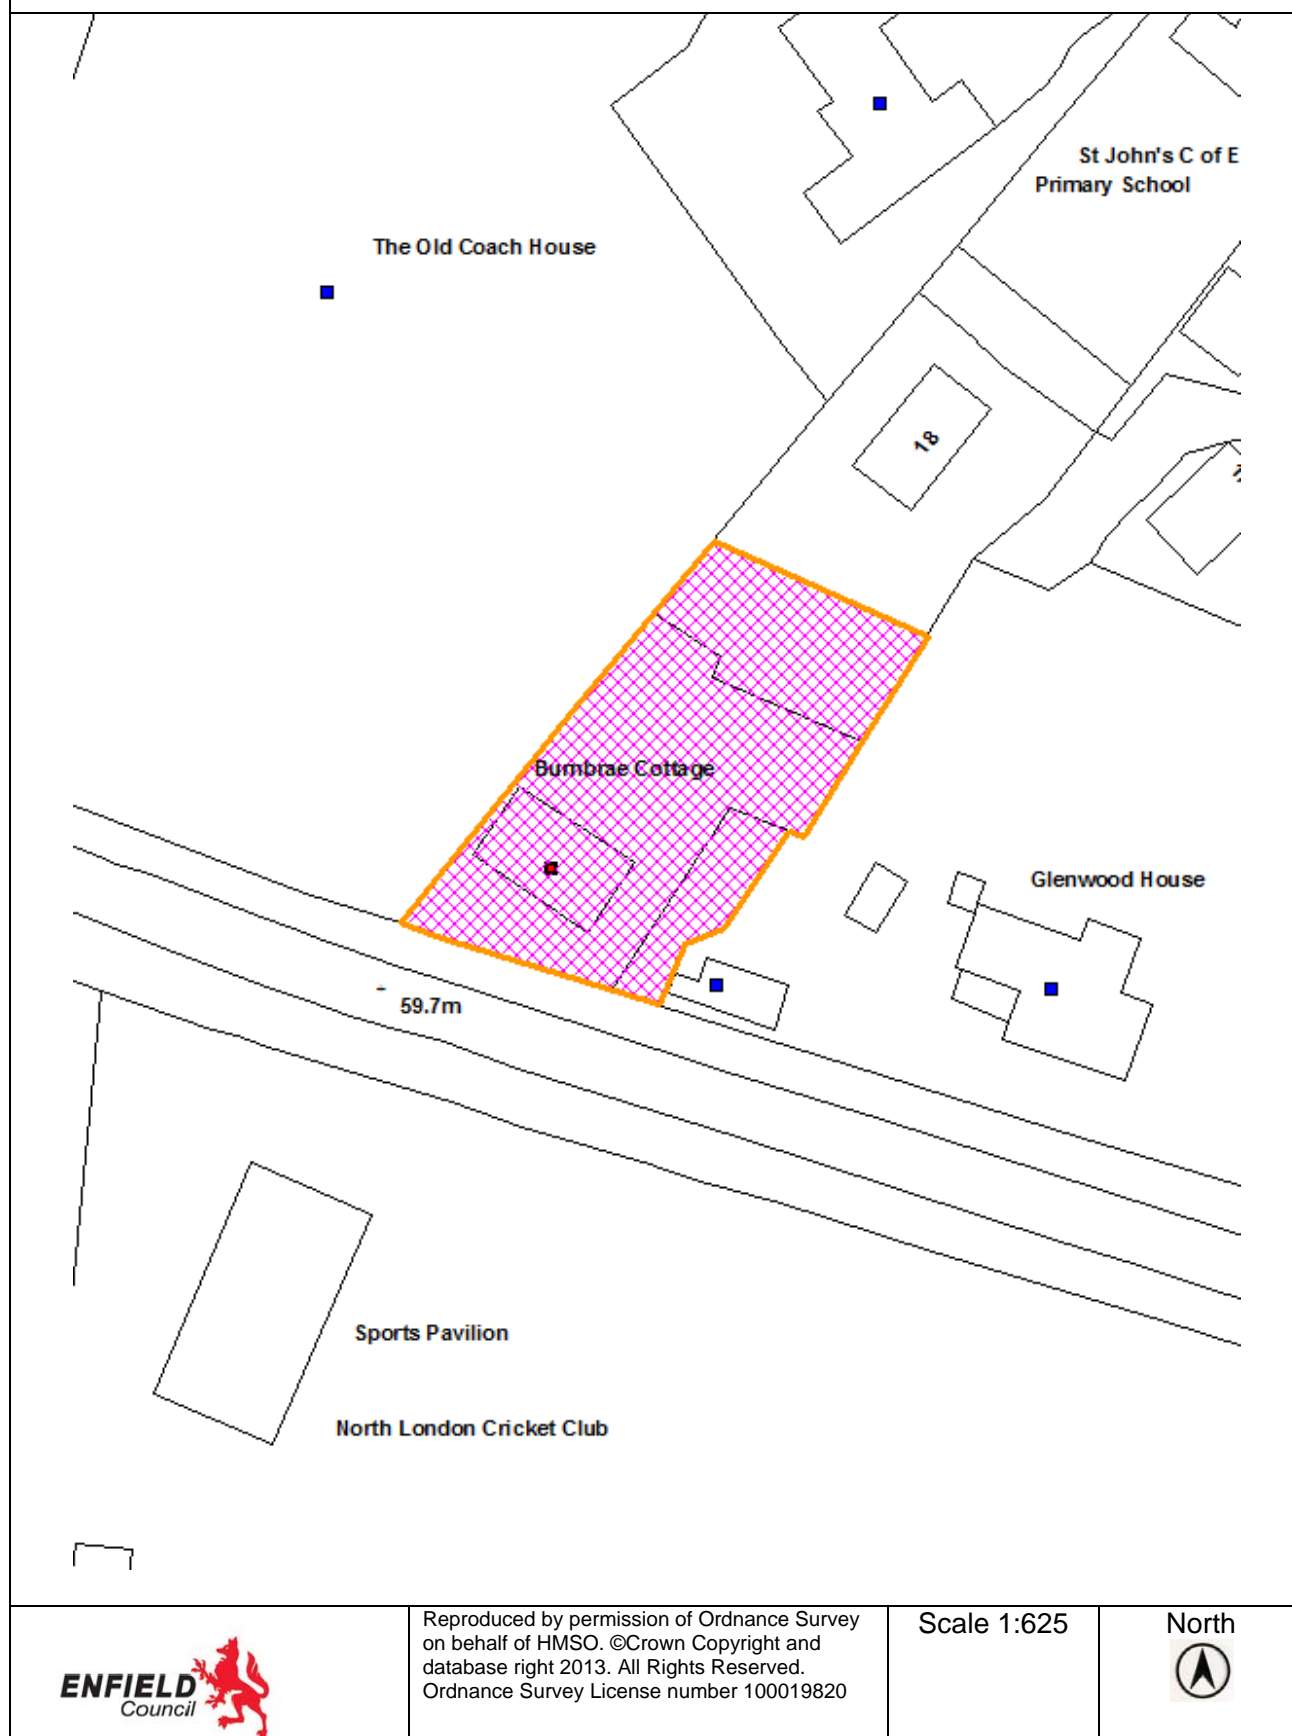 St John's C of E
Primary School
The Old Coach House
18
Burnbrae Cottage
Glenwood House
59.7m
Sports Pavilion
North London Cricket Club
ENFIELD
Council
Reproduced by permission of Ordnance Survey
on behalf of HMSO. ©Crown Copyright and
database right 2013. All Rights Reserved.
Ordnance Survey License number 100019820
Scale 1:625
North